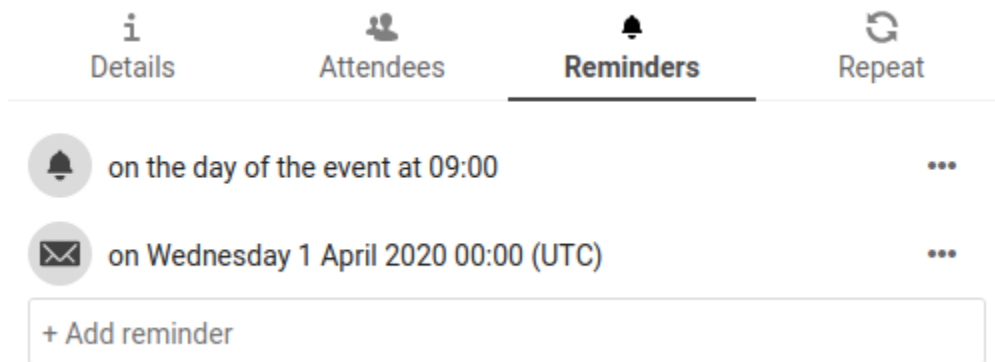 Details Attendees Reminders Repeat
on the day of the event at 09:00
on Wednesday 1 April 2020 00:00 (UTC)
+ Add reminder